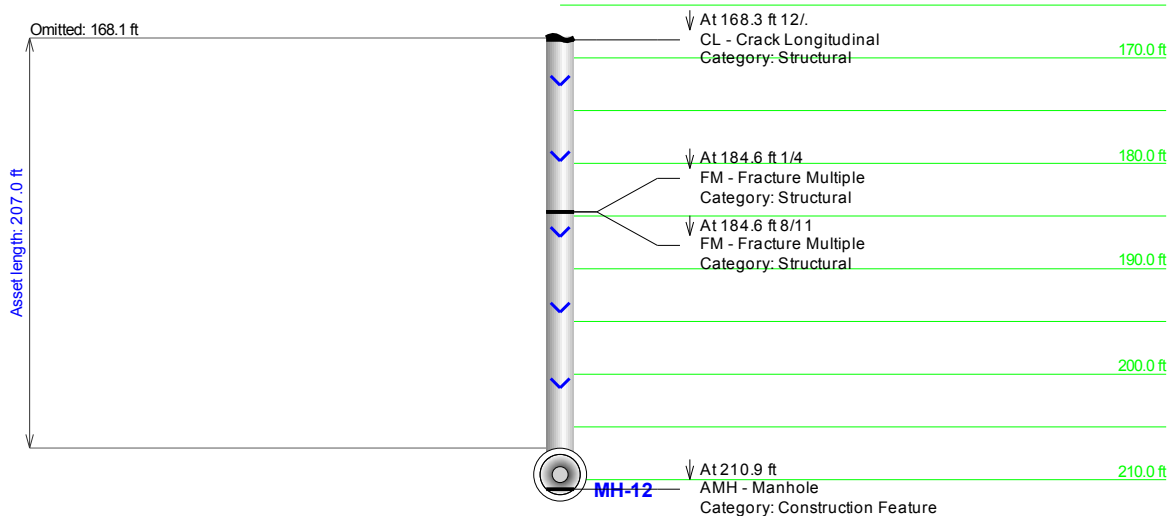 Omitted: 168.1 ft
Asset length: 207.0 ft
At 168.3 ft 12/.
CL - Crack Longitudinal
Category: Structural
170.0 ft
At 184.6 ft 1/4
FM - Fracture Multiple
Category: Structural
180.0 ft
At 184.6 ft 8/11
FM - Fracture Multiple
Category: Structural
190.0 ft
200.0 ft
At 210.9 ft
AMH - Manhole
Category: Construction Feature
210.0 ft
MH-12